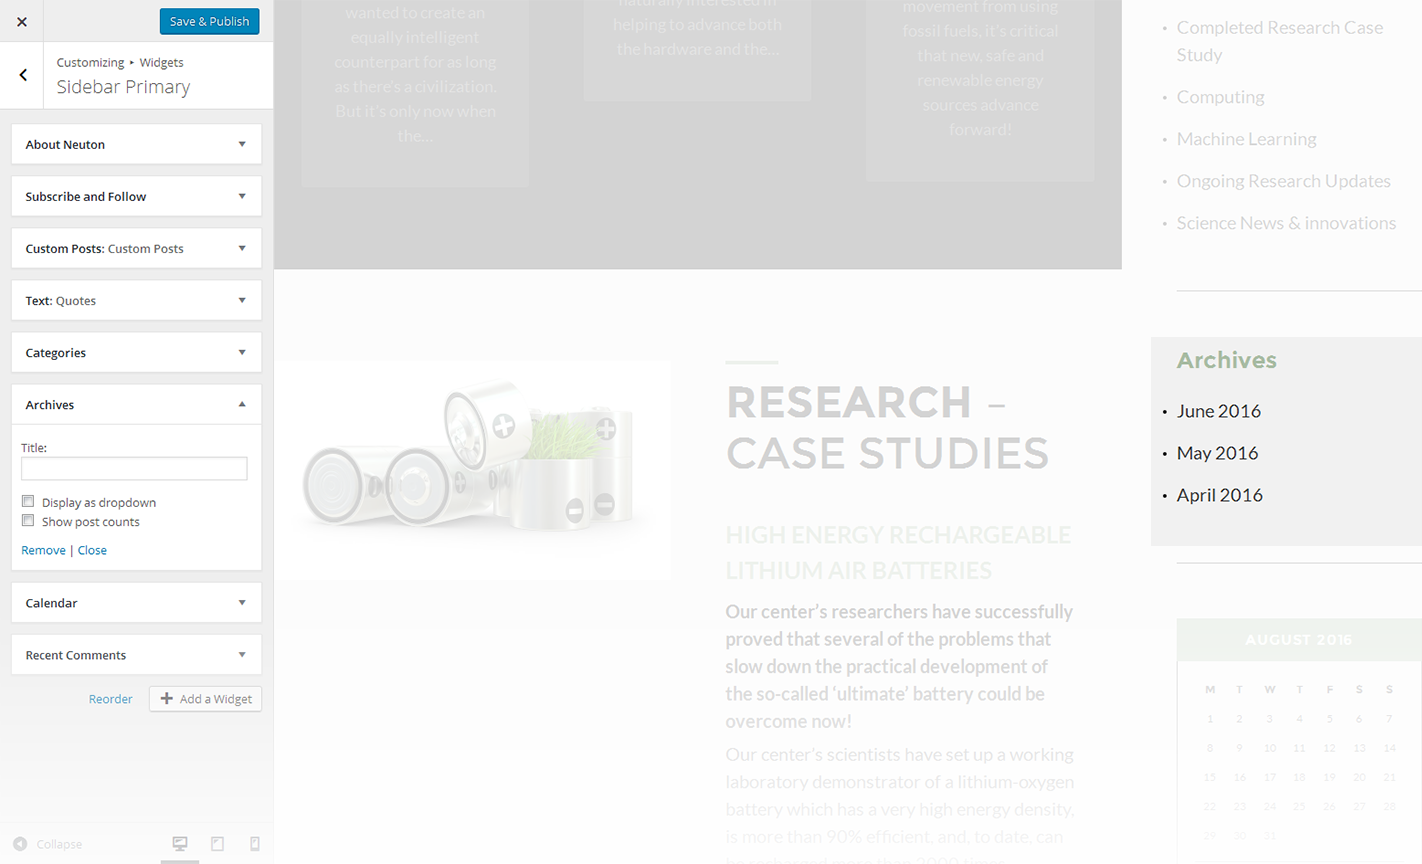 Save & Publish
Customizing ▸ Widgets
Sidebar Primary
About Neuton
Subscribe and Follow
Custom Posts: Custom Posts
Text: Quotes
Categories
Archives
Title:
Display as dropdown
Show post counts
Remove | Close
Calendar
Recent Comments
Reorder
Add a Widget
Collapse
wanted to create an
equally intelligent
counterpart for as long
as there's a civilization.
But it's only now when
the...
naturally interested in
helping to advance both
the hardware and the...
movement from using
fossil fuels, it's critical
that new, safe and
renewable energy
sources advance
forward!
RESEARCH –
CASE STUDIES
HIGH ENERGY RECHARGEABLE
LITHIUM AIR BATTERIES
Our center's researchers have successfully
proved that several of the problems that
slow down the practical development of
the so-called 'ultimate' battery could be
overcome now!
Our center's scientists have set up a working
laboratory demonstrator of a lithium-oxygen
battery which has a very high energy density,
is more than 90% efficient, and, to date, can
be recharged more than 2000 times
• Completed Research Case
Study
• Computing
• Machine Learning
• Ongoing Research Updates
• Science News & innovations
Archives
• June 2016
• May 2016
• April 2016
AUGUST 2016
M T W T F S S
1 2 3 4 5 6 7
8 9 10 11 12 13 14
15 16 17 18 19 20 21
22 23 24 25 26 27 28
29 30 31